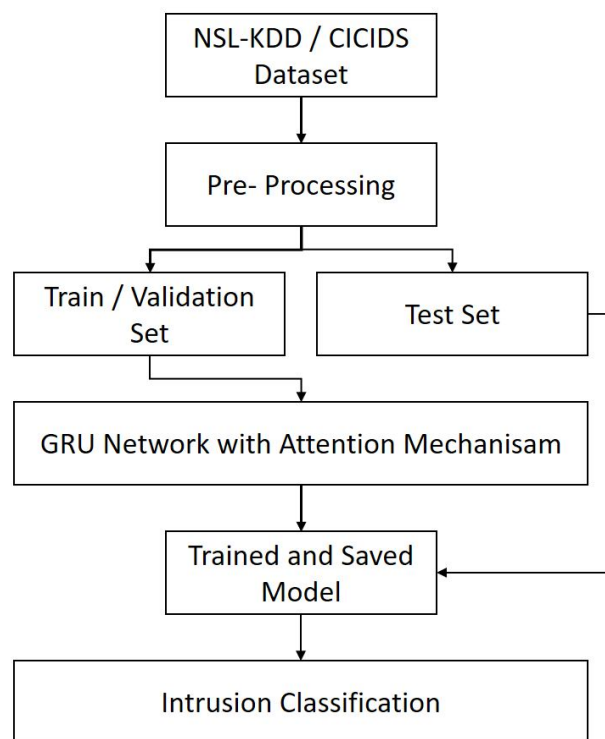 NSL-KDD / CICIDS
Dataset
Pre- Processing
Train / Validation
Set
Test Set
GRU Network with Attention Mechanisam
Trained and Saved
Model
Intrusion Classification